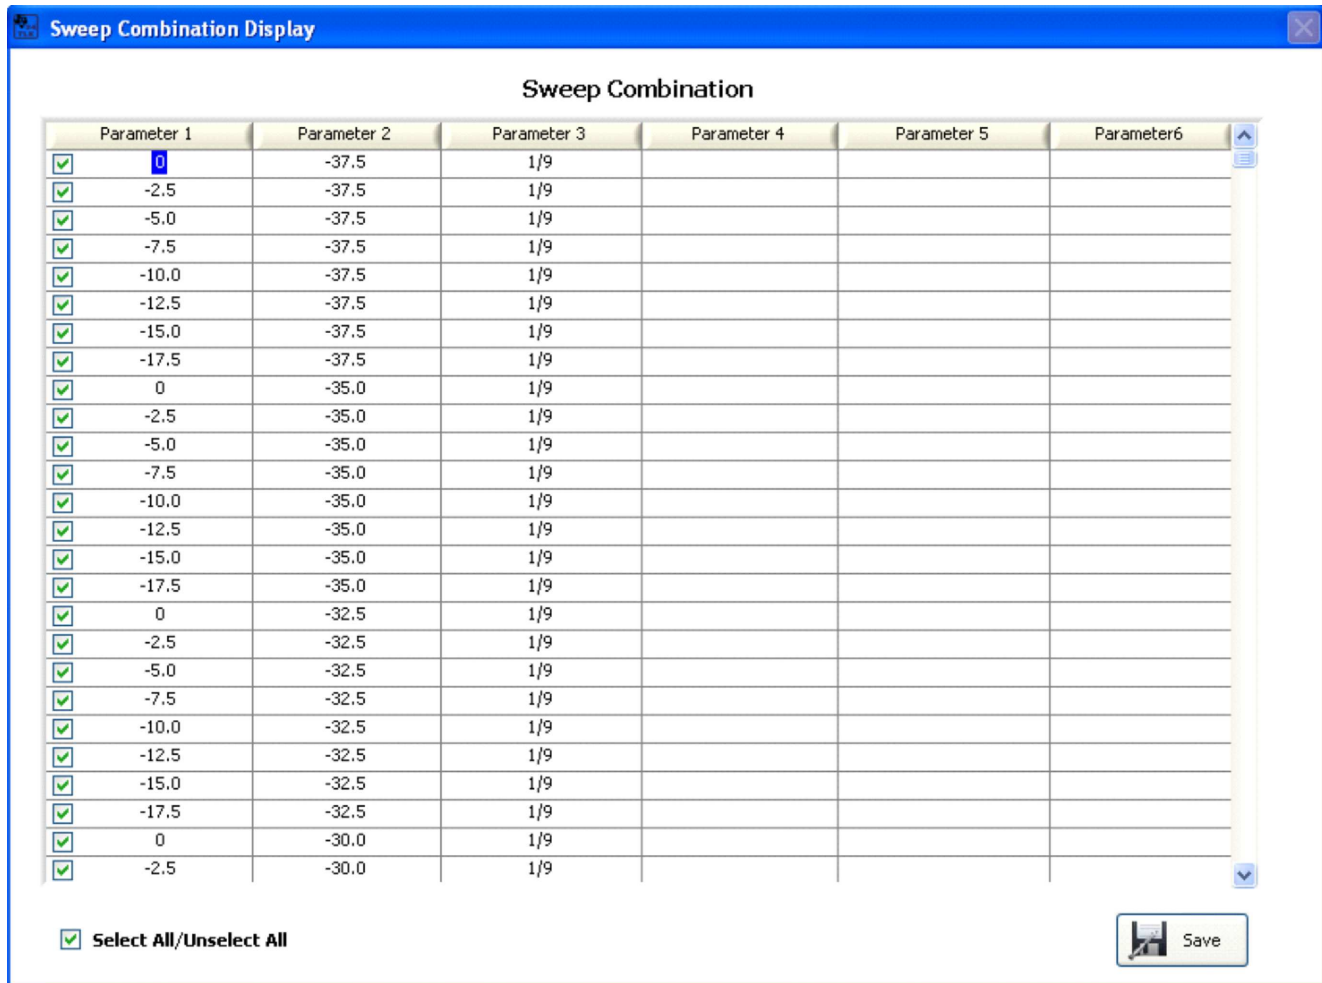 Sweep Combination Display
Sweep Combination
Parameter 1 Parameter 2 Parameter 3 Parameter 4 Parameter 5 Parameter6
0 -37.5 1/9
-2.5 -37.5 1/9
-5.0 -37.5 1/9
-7.5 -37.5 1/9
-10.0 -37.5 1/9
-12.5 -37.5 1/9
-15.0 -37.5 1/9
-17.5 -37.5 1/9
0 -35.0 1/9
-2.5 -35.0 1/9
-5.0 -35.0 1/9
-7.5 -35.0 1/9
-10.0 -35.0 1/9
-12.5 -35.0 1/9
-15.0 -35.0 1/9
-17.5 -35.0 1/9
0 -32.5 1/9
-2.5 -32.5 1/9
-5.0 -32.5 1/9
-7.5 -32.5 1/9
-10.0 -32.5 1/9
-12.5 -32.5 1/9
-15.0 -32.5 1/9
-17.5 -32.5 1/9
0 -30.0 1/9
-2.5 -30.0 1/9
Select All/Unselect All
Save